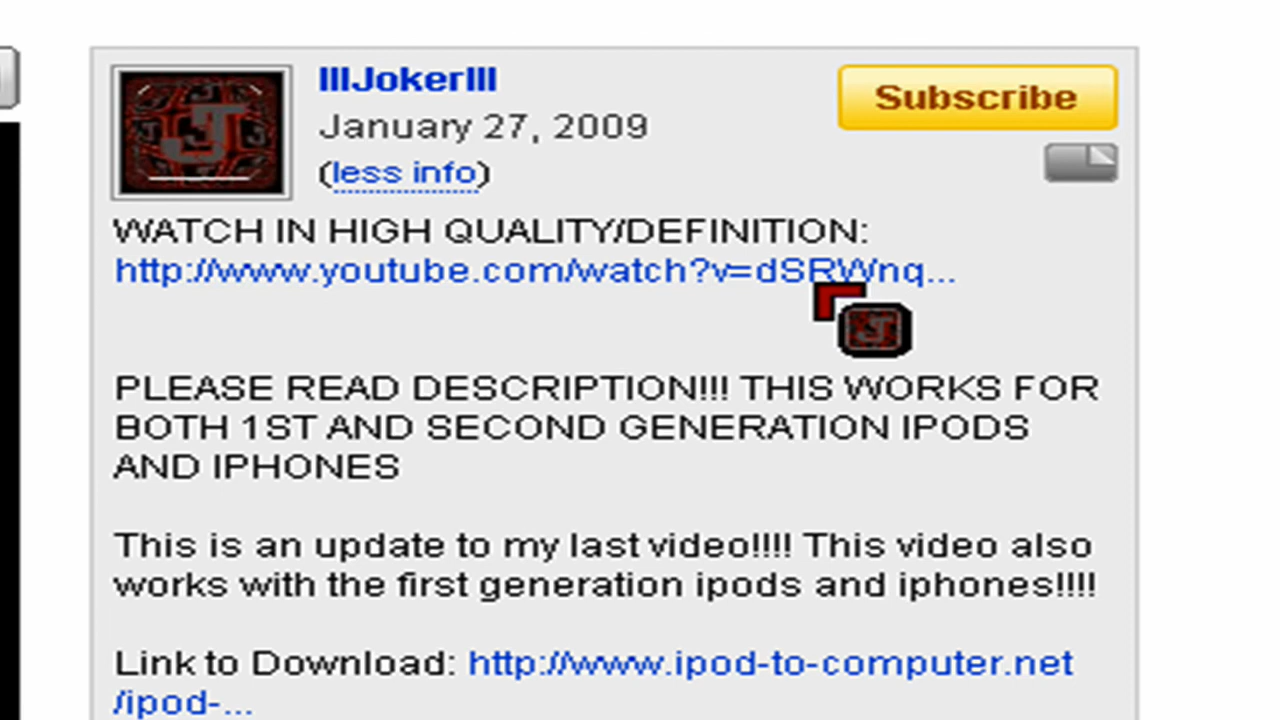 IIIJokerIII
Subscribe
January 27, 2009
(less info)
WATCH IN HIGH QUALITY/DEFINITION:
http://www.youtube.com/watch?v=dSRWnq...
J
PLEASE READ DESCRIPTION!!! THIS WORKS FOR
BOTH 1ST AND SECOND GENERATION IPODS
AND IPHONES
This is an update to my last video!!!! This video also
works with the first generation ipods and iphones!!!!
Link to Download: http://www.ipod-to-computer.net
/ipod-...